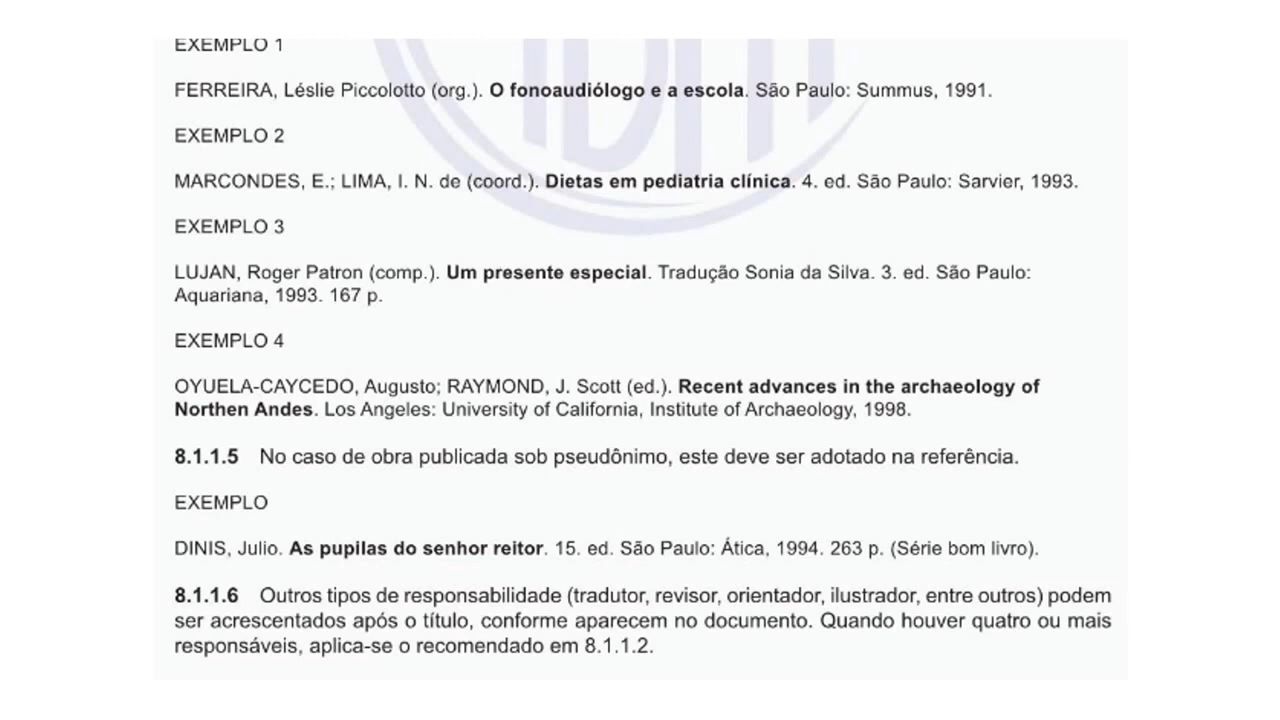 EXEMPLO 1
FERREIRA, Léslie Piccolotto (org.). O fonoaudiólogo e a escola. São Paulo: Summus, 1991.
EXEMPLO 2
MARCONDES, E.; LIMA, I. N. de (coord.). Dietas em pediatria clínica. 4. ed. São Paulo: Sarvier, 1993.
EXEMPLO 3
LUJAN, Roger Patron (comp.). Um presente especial. Tradução Sonia da Silva. 3. ed. São Paulo:
Aquariana, 1993. 167 p.
EXEMPLO 4
OYUELA-CAYCEDO, Augusto; RAYMOND, J. Scott (ed.). Recent advances in the archaeology of
Northen Andes. Los Angeles: University of California, Institute of Archaeology, 1998.
8.1.1.5 No caso de obra publicada sob pseudônimo, este deve ser adotado na referência.
EXEMPLO
DINIS, Julio. As pupilas do senhor reitor. 15. ed. São Paulo: Ática, 1994. 263 p. (Série bom livro).
8.1.1.6 Outros tipos de responsabilidade (tradutor, revisor, orientador, ilustrador, entre outros) podem
ser acrescentados após o título, conforme aparecem no documento. Quando houver quatro ou mais
responsáveis, aplica-se o recomendado em 8.1.1.2.